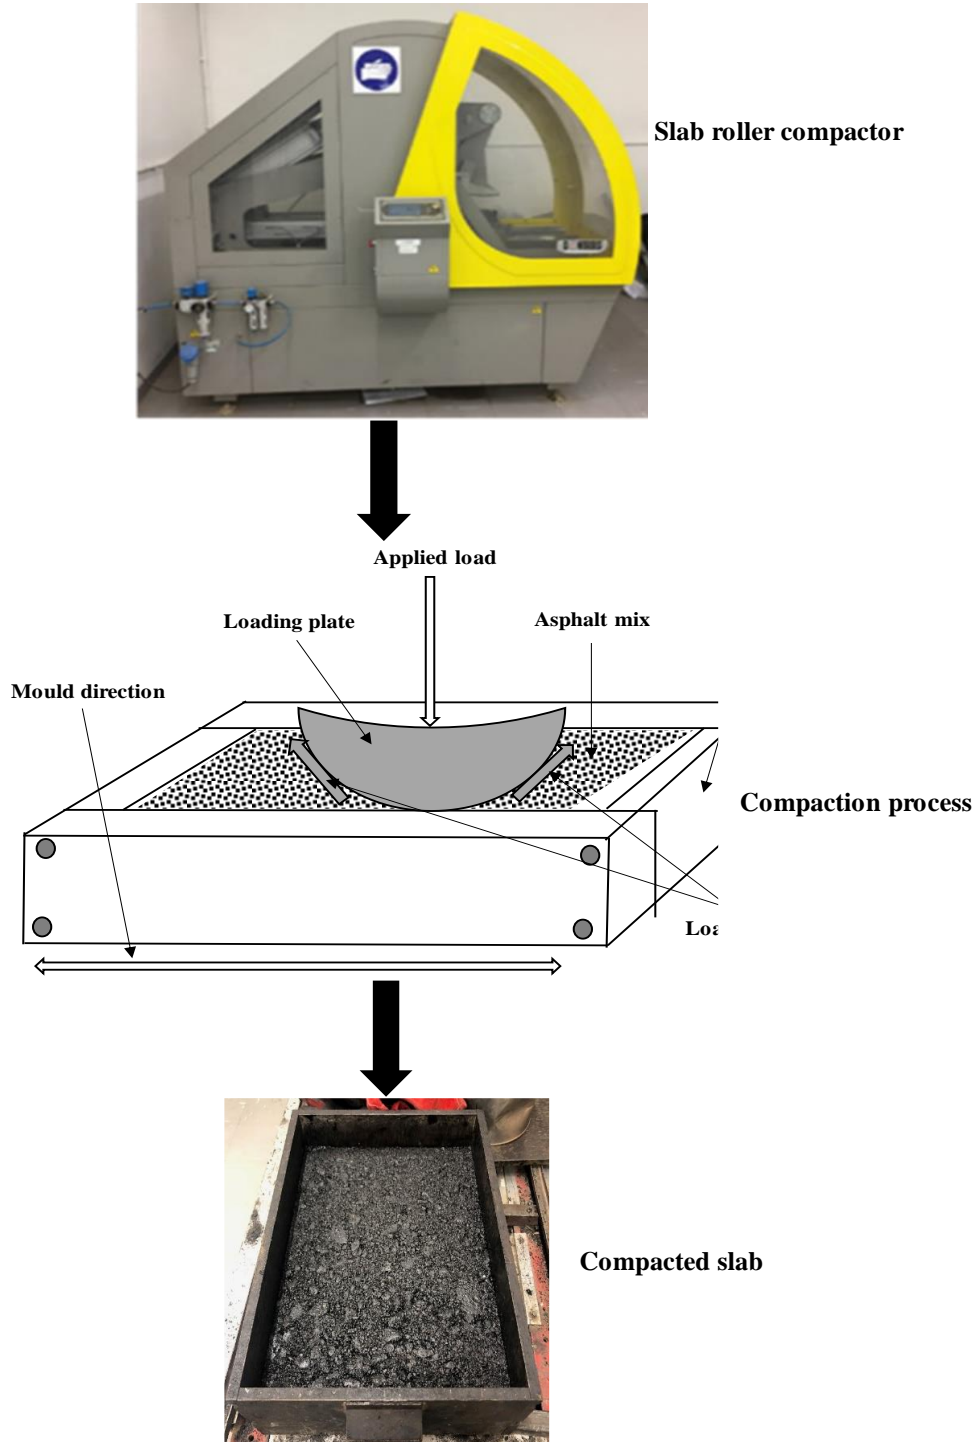 Slab roller compactor
Applied load
Loading plate
Asphalt mix
Mould direction
Compaction process
Compacted slab